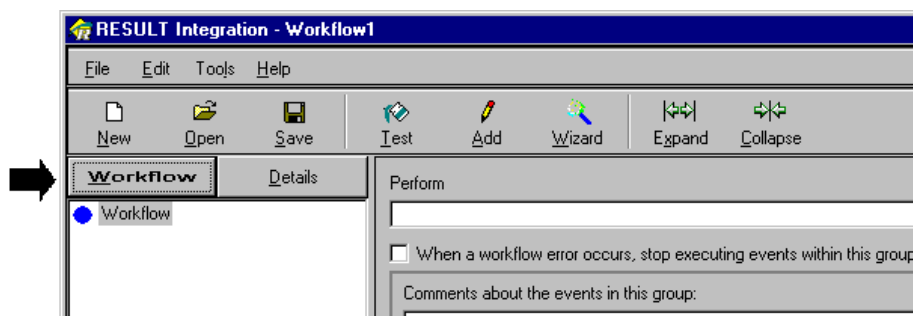 RESULT Integration - Workflow1
File Edit Tools Help
New Open Save Test Add Wizard Expand Collapse
Workflow Details
Perform
Workflow
When a workflow error occurs, stop executing events within this group
Comments about the events in this group: